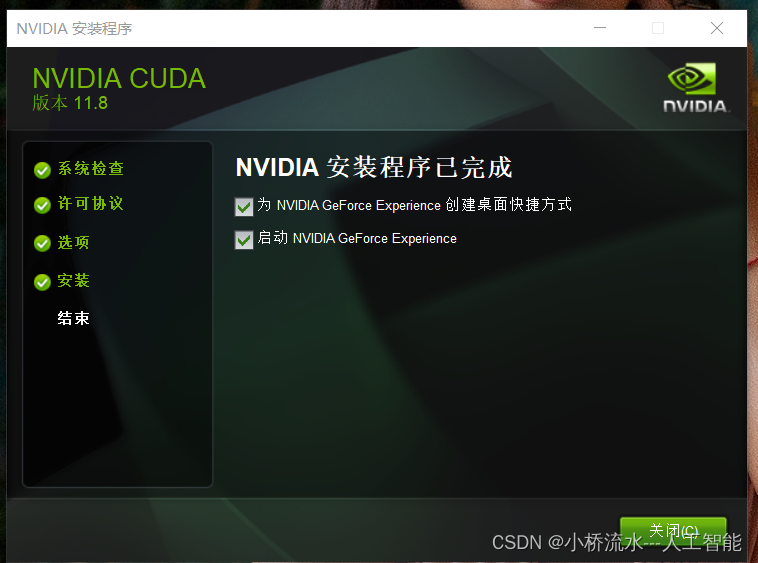 NVIDIA 安装程序
NVIDIA CUDA
版本 11.8
NVIDIA.
系统检查
许可协议
选项
安装
结束
NVIDIA 安装程序已完成
为 NVIDIA GeForce Experience 创建桌面快捷方式
启动 NVIDIA GeForce Experience
关闭(C)
CSDN @小桥流水---人工智能